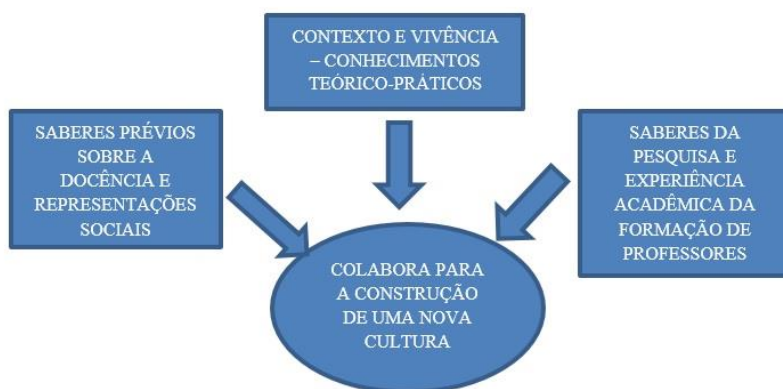 CONTEXTO E VIVÊNCIA
– CONHECIMENTOS
TEÓRICO-PRÁTICOS
SABERES PRÉVIOS
SOBRE A
DOCÊNCIA E
REPRESENTAÇÕES
SOCIAIS
SABERES DA
PESQUISA E
EXPERIÊNCIA
ACADÊMICA DA
FORMAÇÃO DE
PROFESSORES
COLABORA PARA
A CONSTRUÇÃO
DE UMA NOVA
CULTURA